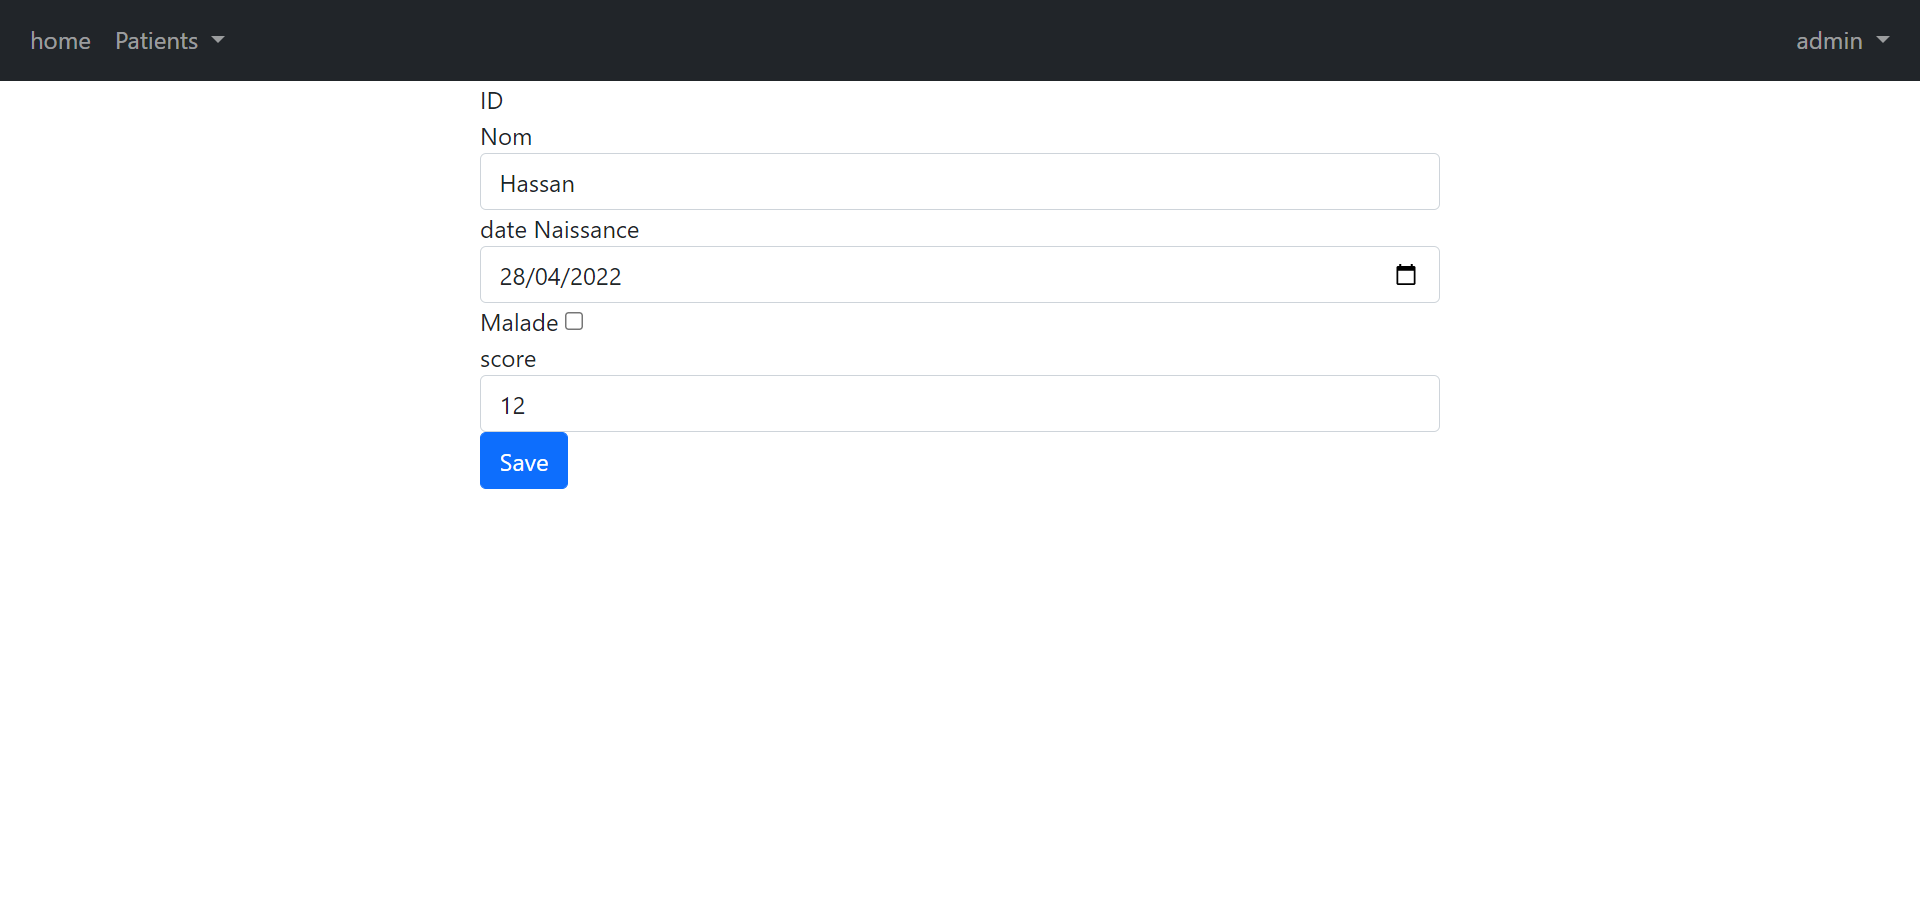 home Patients admin
ID
Nom
Hassan
date Naissance
28/04/2022
Malade
score
12
Save